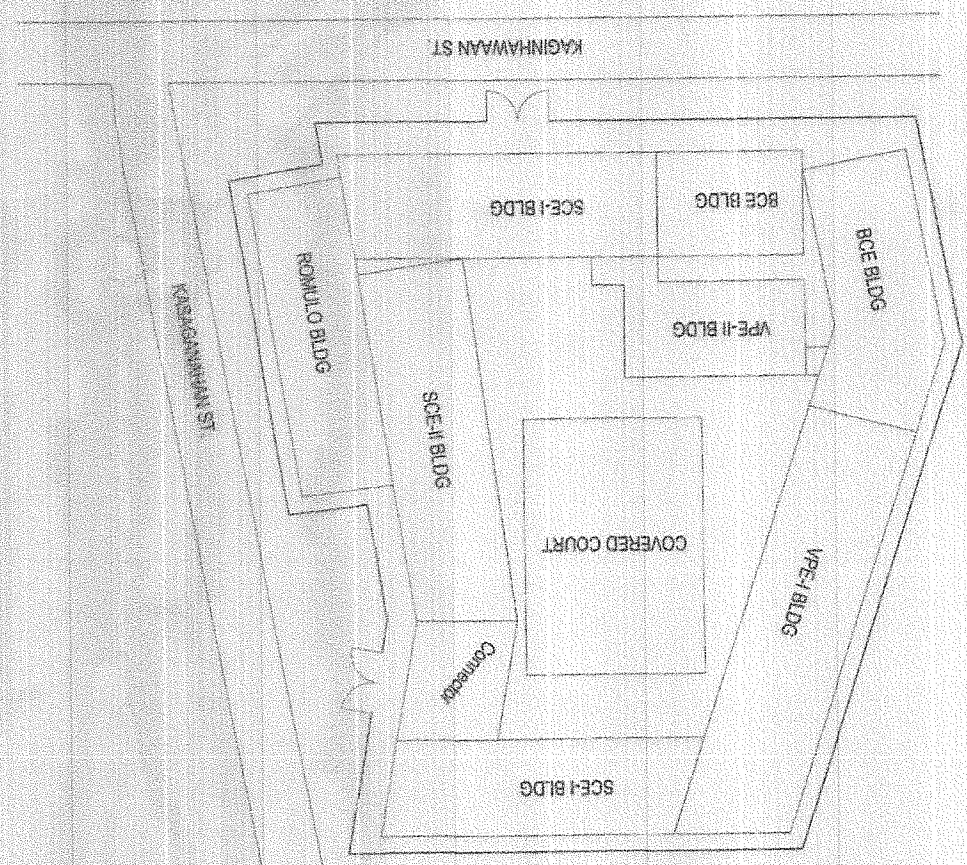 SCE-I BLDG
Connector
VPE-I BLDG
COVERED COURT
SCE-II BLDG
KASAGANAHAN ST.
VPE-II BLDG
ROMULO BLDG
BCE BLDG
BCE BLDG
SCE-I BLDG
KAGINHAWAAN ST.